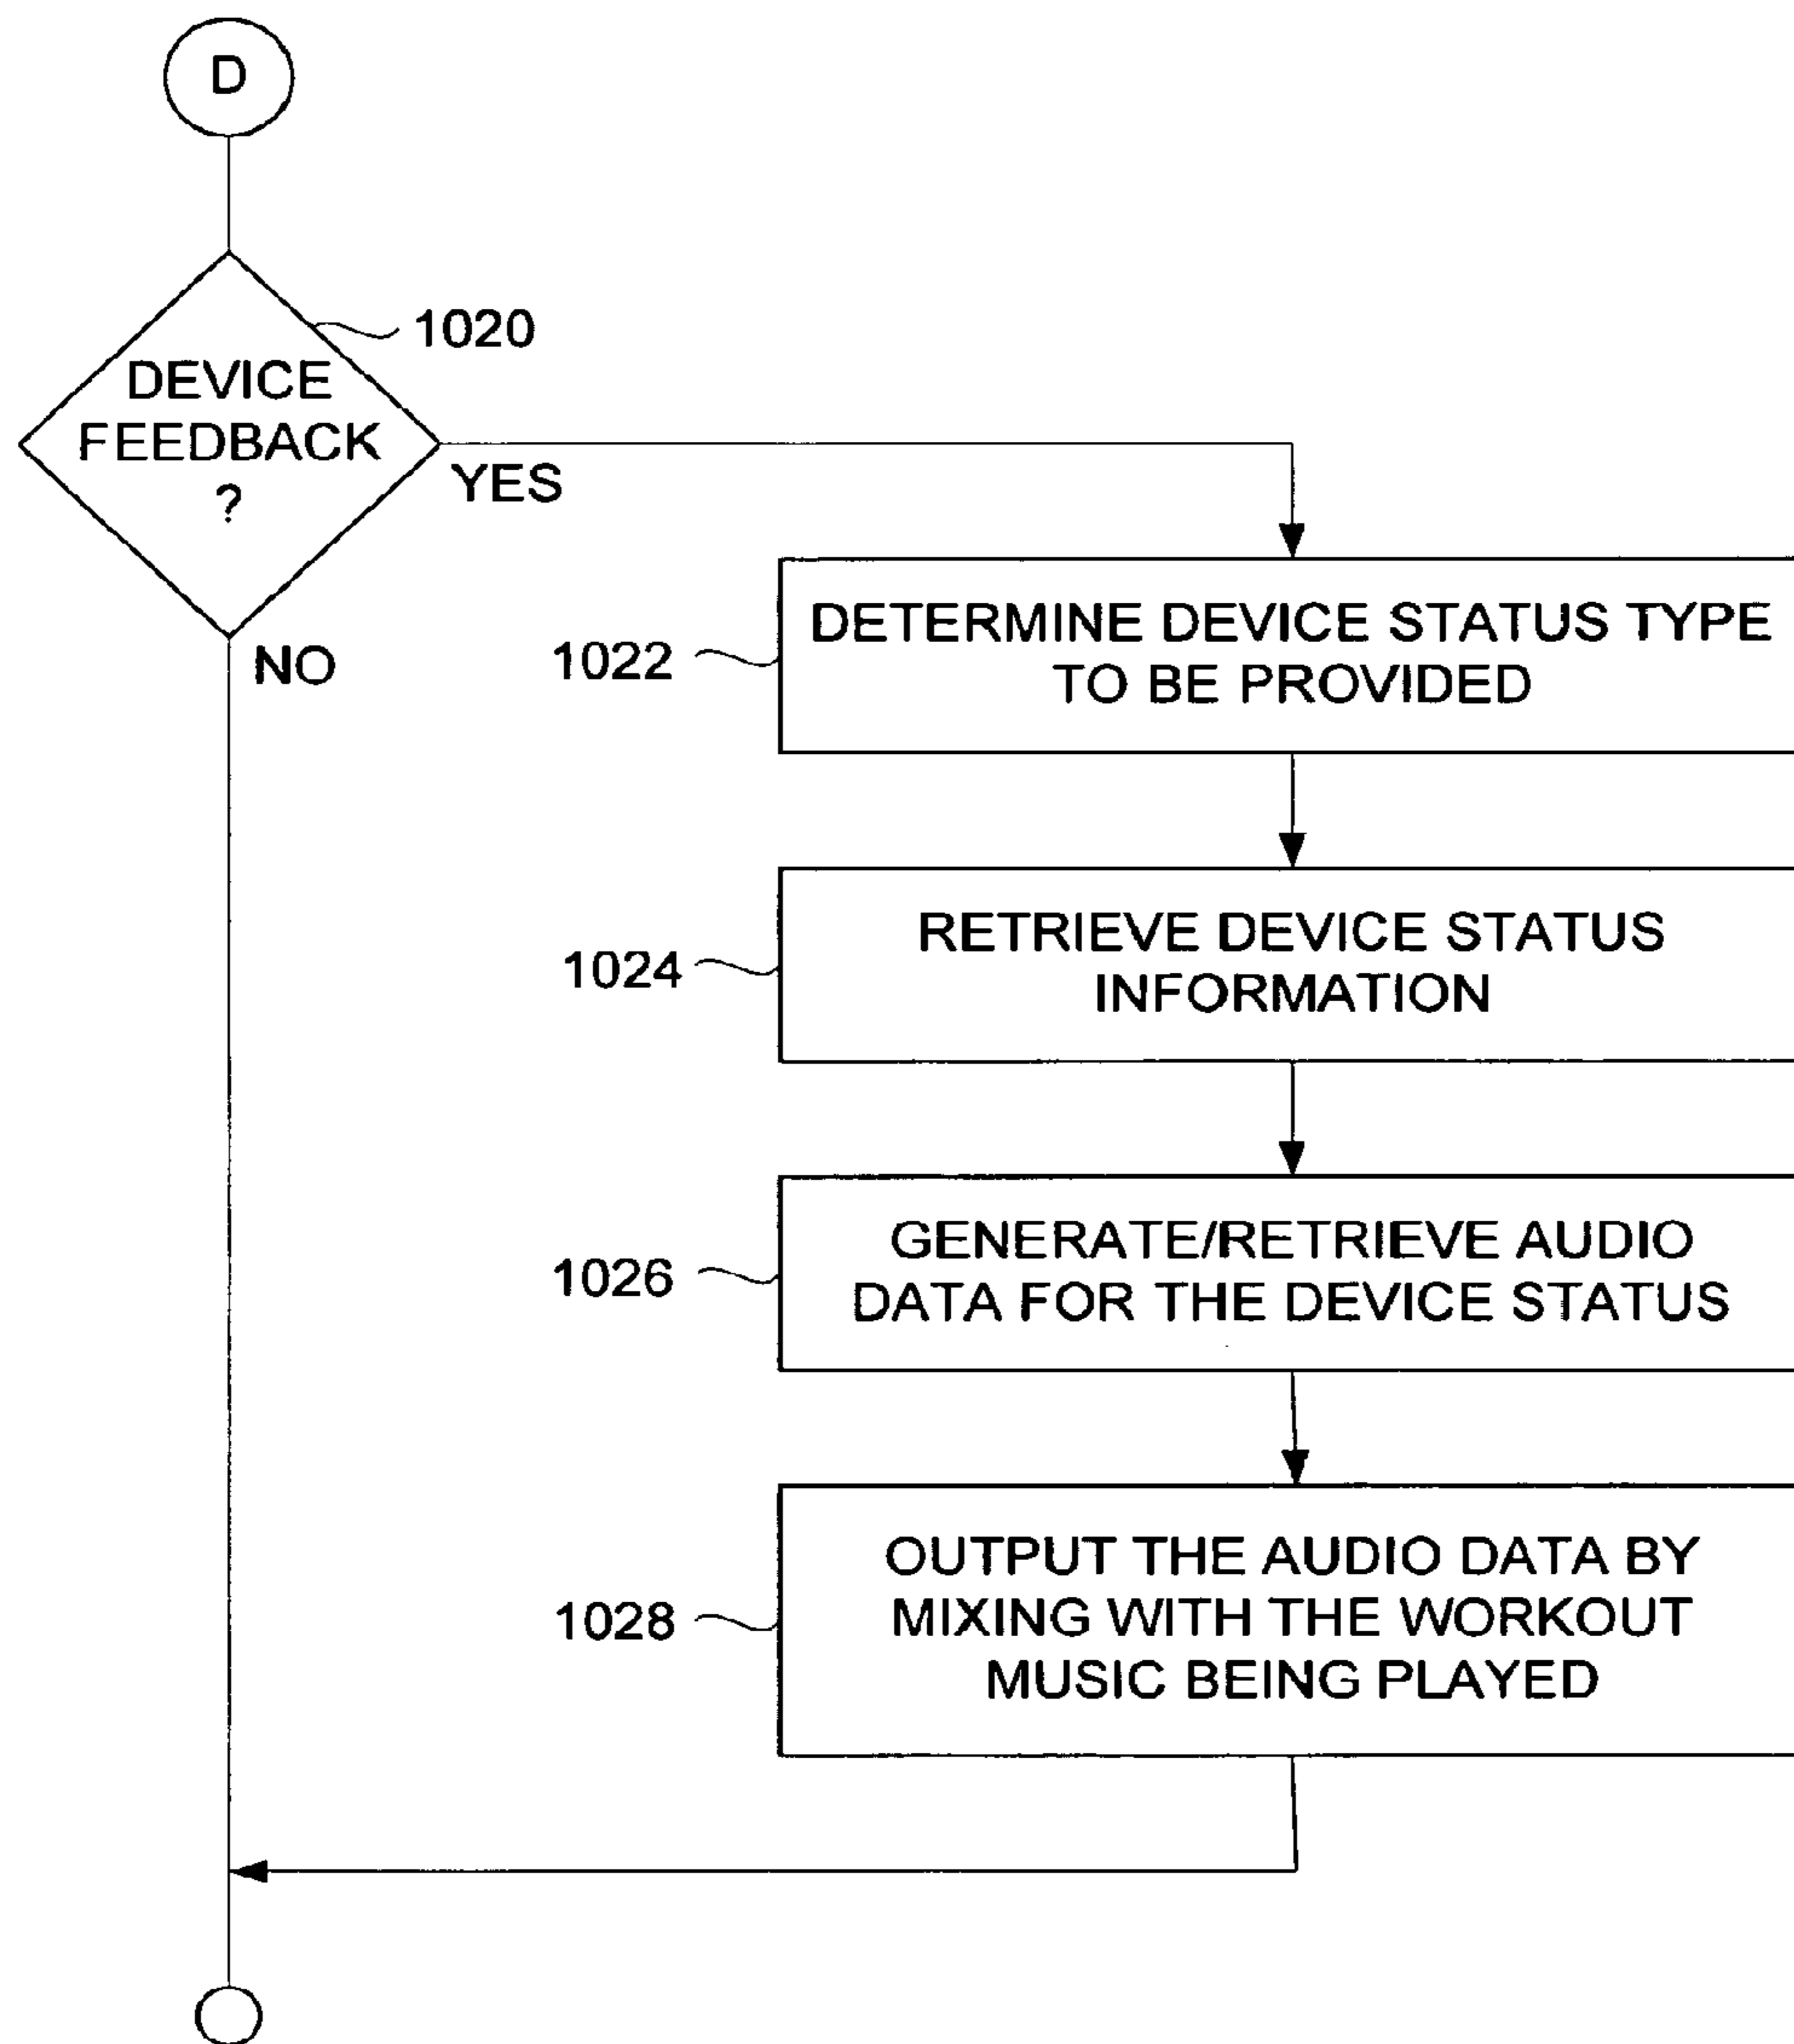 D
1020
DEVICE
FEEDBACK
?
YES
NO
1022
DETERMINE DEVICE STATUS TYPE
TO BE PROVIDED
1024
RETRIEVE DEVICE STATUS
INFORMATION
1026
GENERATE/RETRIEVE AUDIO
DATA FOR THE DEVICE STATUS
1028
OUTPUT THE AUDIO DATA BY
MIXING WITH THE WORKOUT
MUSIC BEING PLAYED